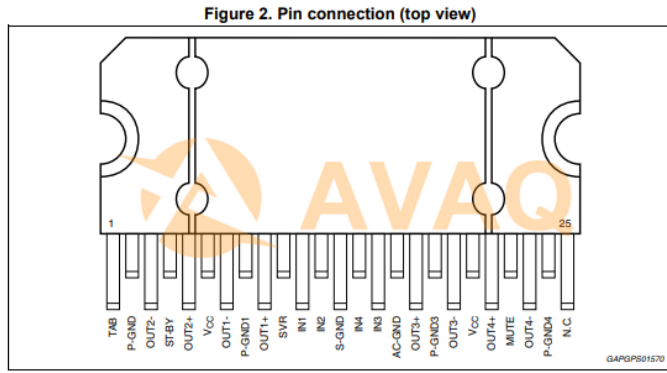 Figure 2. Pin connection (top view)
AVAQ
1
25
TAB
P-GND
OUT2-
ST-BY
OUT2+
VCC
OUT1-
P-GND1
OUT1+
SVR
IN1
IN2
S-GND
IN4
IN3
AC-GND
OUT3+
P-GND3
OUT3-
VCC
OUT4+
MUTE
OUT4-
P-GND4
N.C.
GAPGPS01570